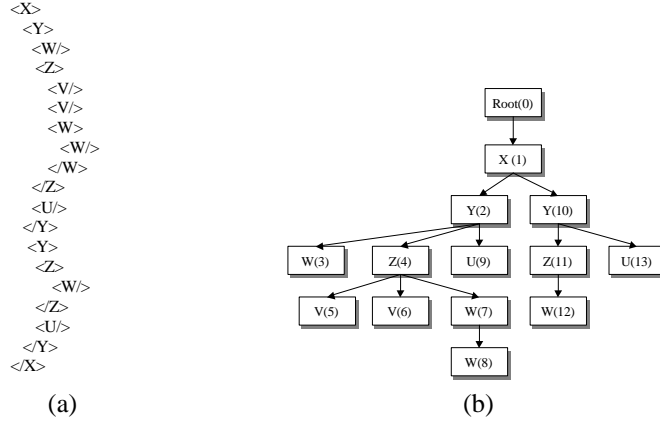 <X>
<Y>
<W/>
<Z>
<V/>
<V/>
<W>
<W/>
</W>
</Z>
<U/>
</Y>
<Y>
<Z>
<W/>
</Z>
<U/>
</Y>
</X>
(a)
Root(0)
X (1)
Y(2) Y(10)
W(3) Z(4) U(9) Z(11) U(13)
V(5) V(6) W(7) W(12)
W(8)
(b)